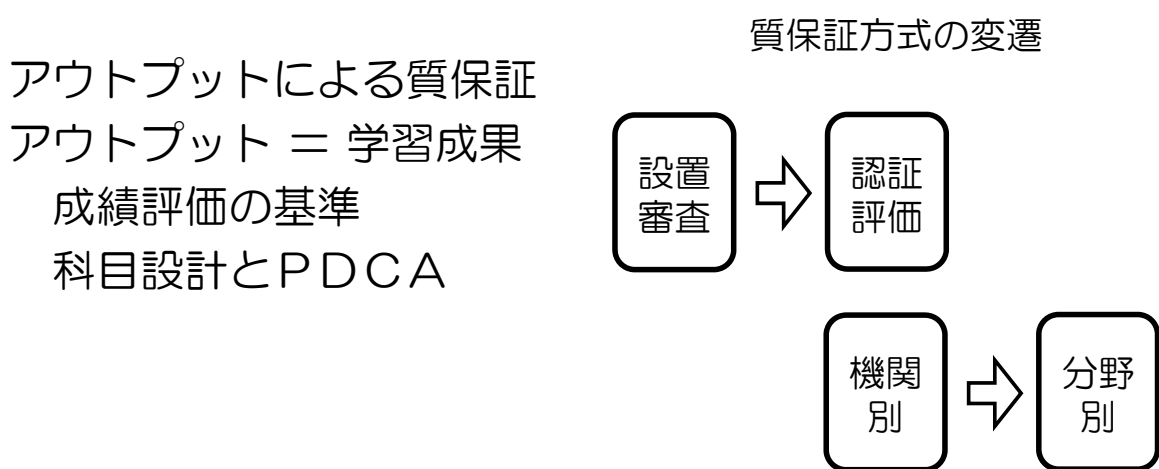 質保証方式の変遷
アウトプットによる質保証
アウトプット = 学習成果
成績評価の基準
科目設計とPDCA
設置
審査
認証
評価
機関
別
分野
別